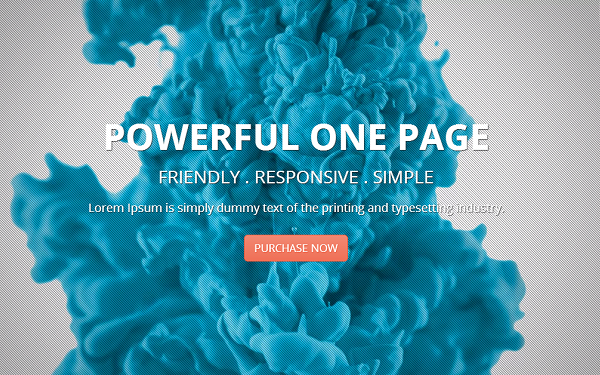 POWERFUL ONE PAGE
FRIENDLY . RESPONSIVE . SIMPLE
Lorem Ipsum is simply dummy text of the printing and typesetting industry.
PURCHASE NOW